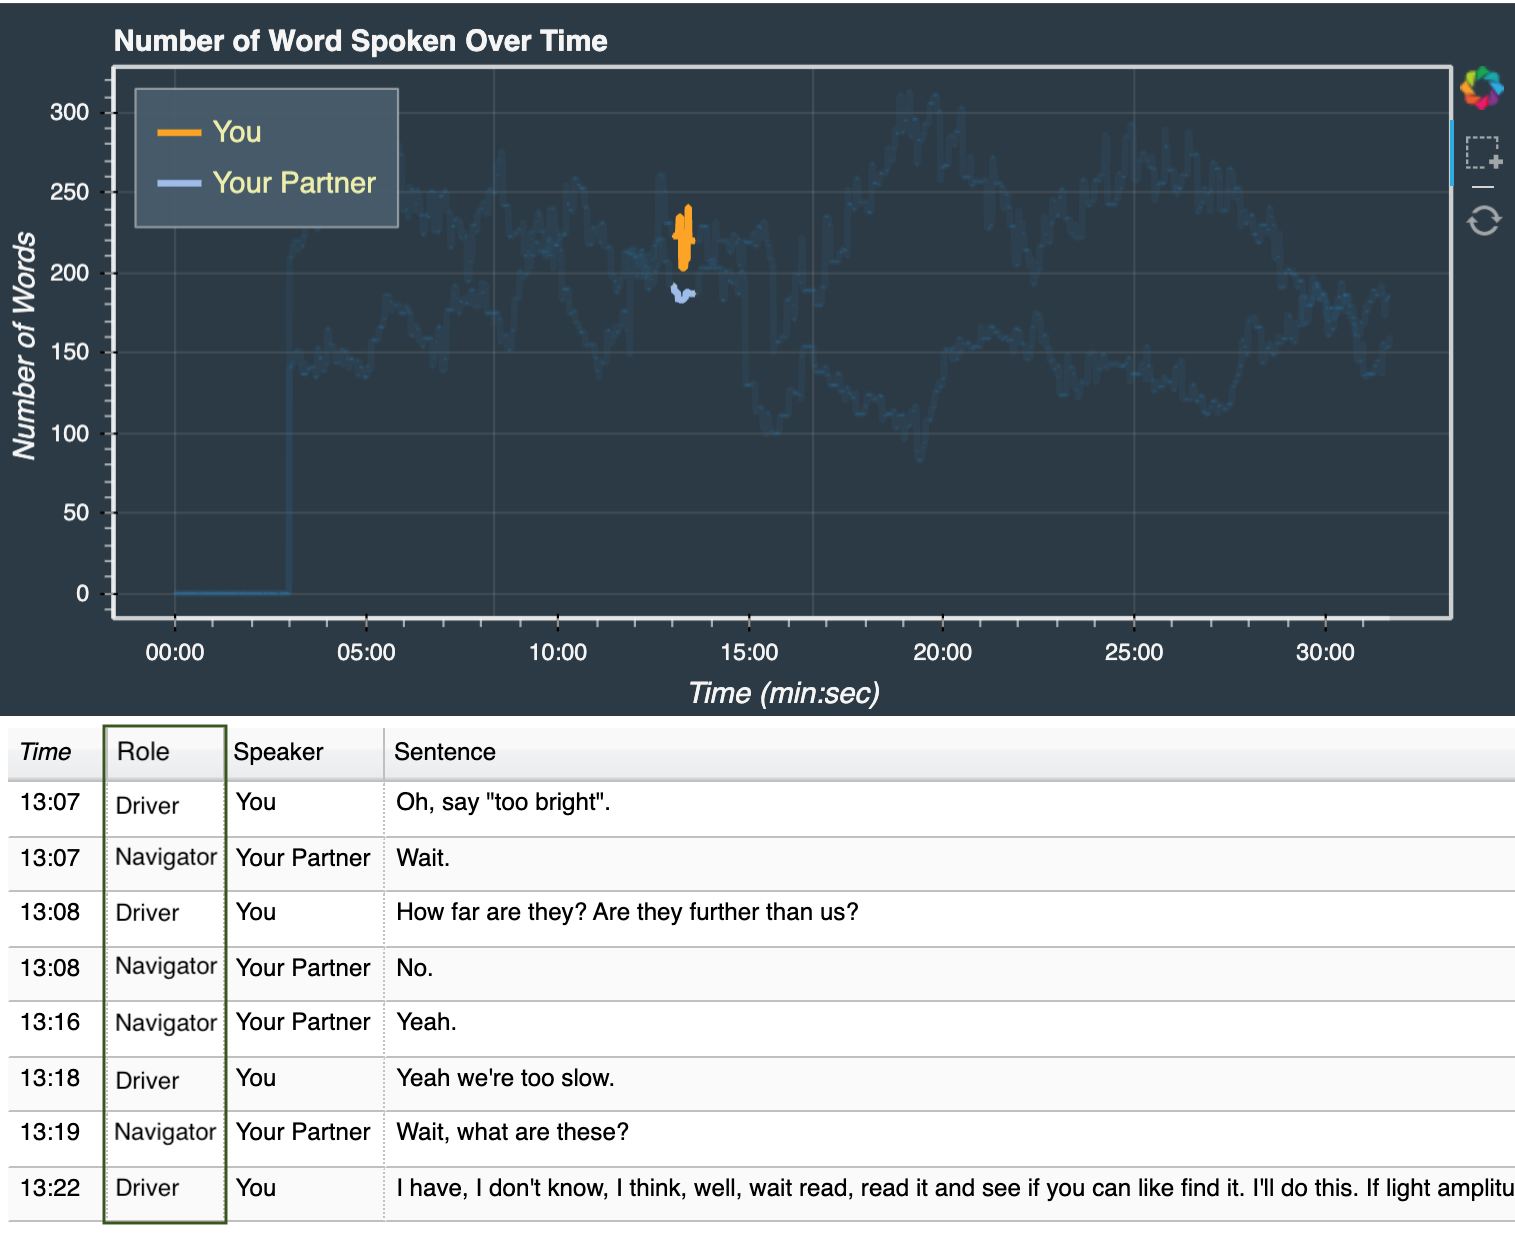 Number of Word Spoken Over Time
You
Your Partner
300
250
200
150
100
50
0
Number of Words
00:00 05:00 10:00 15:00 20:00 25:00 30:00
Time (min:sec)
Time Role Speaker Sentence
13:07 Driver You Oh, say "too bright".
13:07 Navigator Your Partner Wait.
13:08 Driver You How far are they? Are they further than us?
13:08 Navigator Your Partner No.
13:16 Navigator Your Partner Yeah.
13:18 Driver You Yeah we're too slow.
13:19 Navigator Your Partner Wait, what are these?
13:22 Driver You I have, I don't know, I think, well, wait read, read it and see if you can like find it. I'll do this. If light amplitu